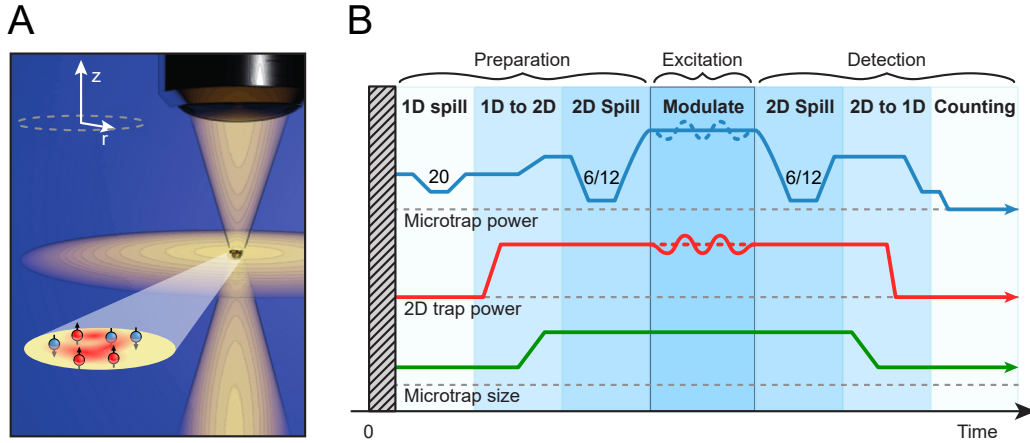 A
B
z
r
Preparation
Excitation
Detection
1D spill
1D to 2D
2D Spill
Modulate
2D Spill
2D to 1D
Counting
20
6/12
6/12
Microtrap power
2D trap power
Microtrap size
0
Time